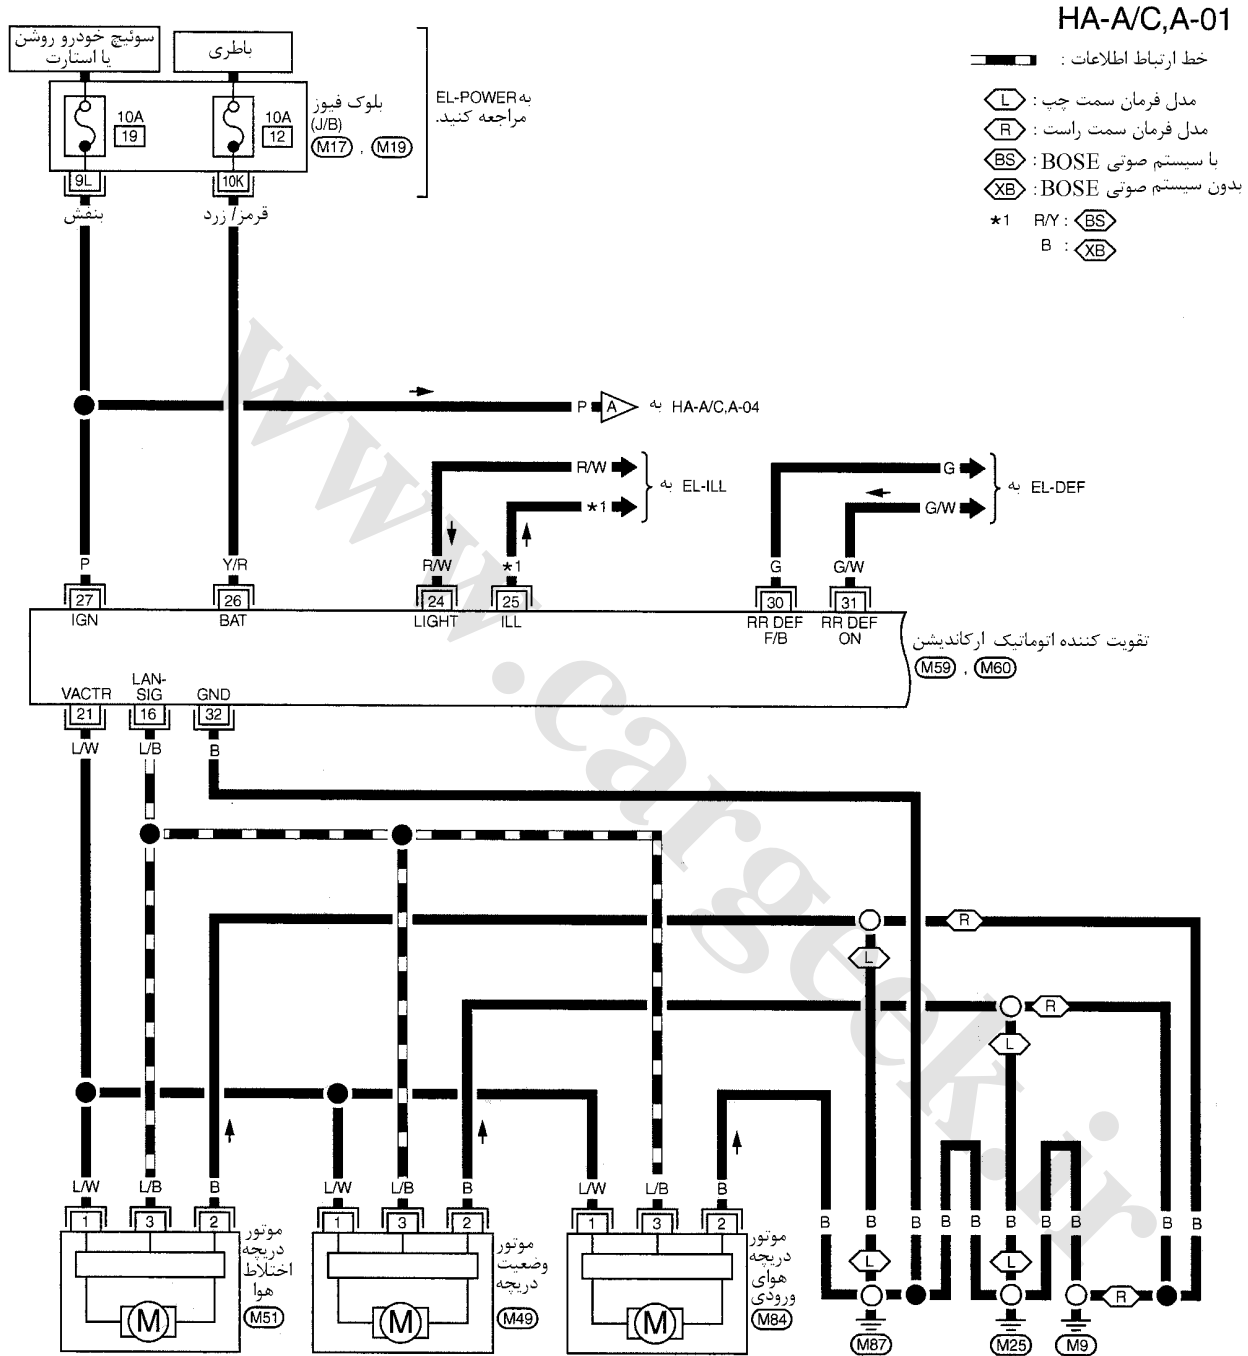 HA-A/C,A-01
خط ارتباط اطلاعات :
L : مدل فرمان سمت چپ
R : مدل فرمان سمت راست
BS : با سیستم صوتی BOSE
XB : بدون سیستم صوتی BOSE
*1 R/Y : BS
B : XB
سوئیچ خودرو روشن
یا استارت
باطری
10A
19
10A
12
بلوک فیوز
(J/B)
M17 , M19
به EL-POWER
مراجعه کنید.
9L
10K
بنفش
قرمز/ زرد
P A به HA-A/C,A-04
R/W
*1
به EL-ILL
G
G/W
به EL-DEF
P Y/R R/W *1 G G/W
27 26 24 25 30 31
IGN BAT LIGHT ILL RR DEF F/B RR DEF ON
تقویت کننده اتوماتیک ارکاندیشن
M59 , M60
VACTR LAN-SIG GND
21 16 32
L/W L/B B
R
L
R
L
L/W L/B B L/W L/B B L/W L/B B
1 3 2 1 3 2 1 3 2
B B B B B B B B
موتور
دریچه
اختلاط
هوا
M51
M
موتور
وضعیت
دریچه
M49
M
موتور
دریچه
هوای
ورودی
M84
M
L L R
M87 M25 M9
www.cargeek.ir